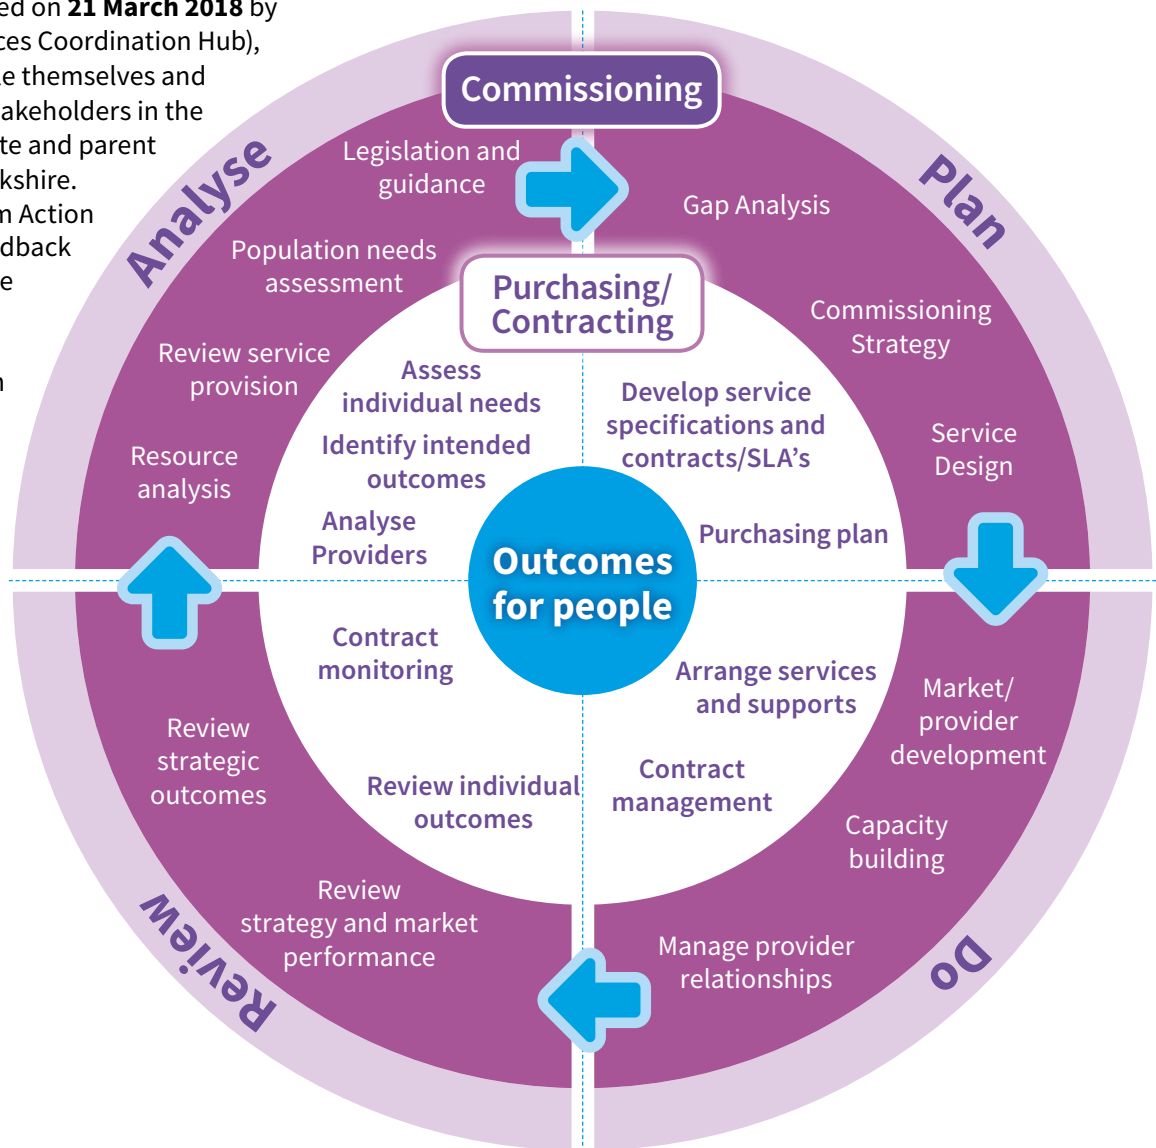 ed on 21 March 2018 by
ces Coordination Hub),
e themselves and
akeholders in the
te and parent
kshire.
m Action
edback
e
n
Commissioning
Analyse
Legislation and
guidance
Population needs
assessment
Review service
provision
Resource
analysis
Plan
Gap Analysis
Commissioning
Strategy
Service
Design
Purchasing/
Contracting
Assess
individual needs
Identify intended
outcomes
Analyse
Providers
Develop service
specifications and
contracts/SLA’s
Purchasing plan
Outcomes
for people
Contract
monitoring
Review individual
outcomes
Arrange services
and supports
Contract
management
Market/
provider
development
Capacity
building
Manage provider
relationships
Do
Review
strategic
outcomes
Review
strategy and market
performance
Review